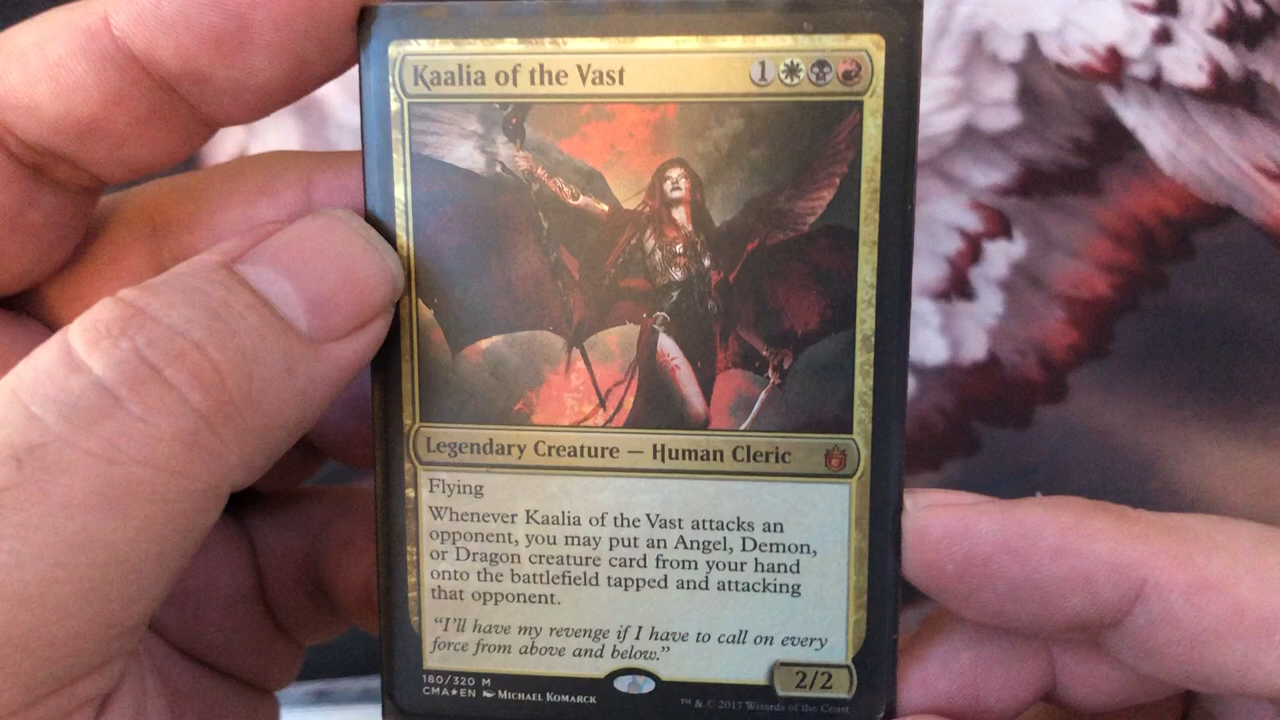 Kaalia of the Vast 1
Legendary Creature — Human Cleric
Flying
Whenever Kaalia of the Vast attacks an
opponent, you may put an Angel, Demon,
or Dragon creature card from your hand
onto the battlefield tapped and attacking
that opponent.
“I’ll have my revenge if I have to call on every
force from above and below.”
2/2
180/320 M
CMA★EN Michael Komarck
™ & © 2017 Wizards of the Coast